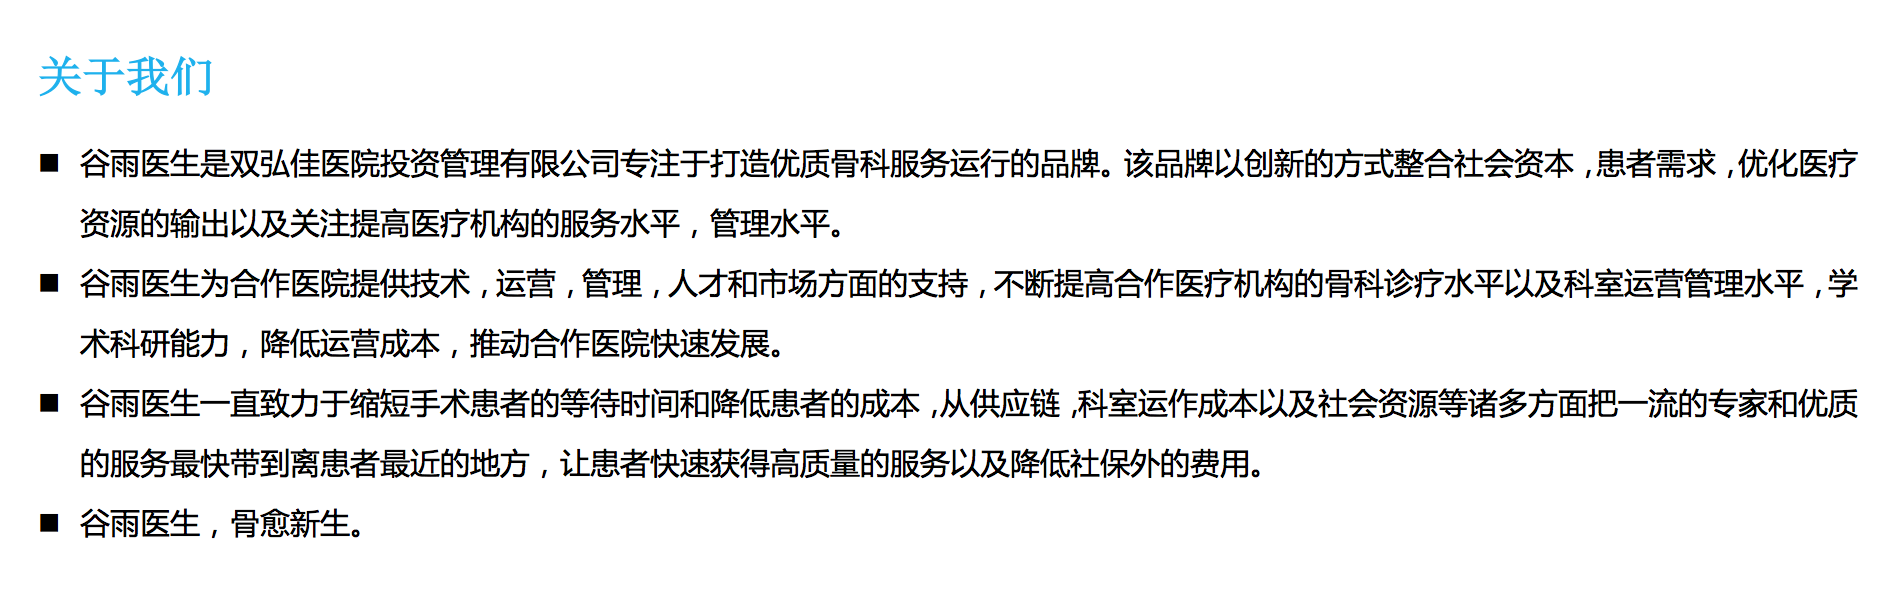 关于我们
■ 谷雨医生是双弘佳医院投资管理有限公司专注于打造优质骨科服务运行的品牌。该品牌以创新的方式整合社会资本，患者需求，优化医疗
资源的输出以及关注提高医疗机构的服务水平，管理水平。
■ 谷雨医生为合作医院提供技术，运营，管理，人才和市场方面的支持，不断提高合作医疗机构的骨科诊疗水平以及科室运营管理水平，学
术科研能力，降低运营成本，推动合作医院快速发展。
■ 谷雨医生一直致力于缩短手术患者的等待时间和降低患者的成本，从供应链，科室运作成本以及社会资源等诸多方面把一流的专家和优质
的服务最快带到离患者最近的地方，让患者快速获得高质量的服务以及降低社保外的费用。
■ 谷雨医生，骨愈新生。